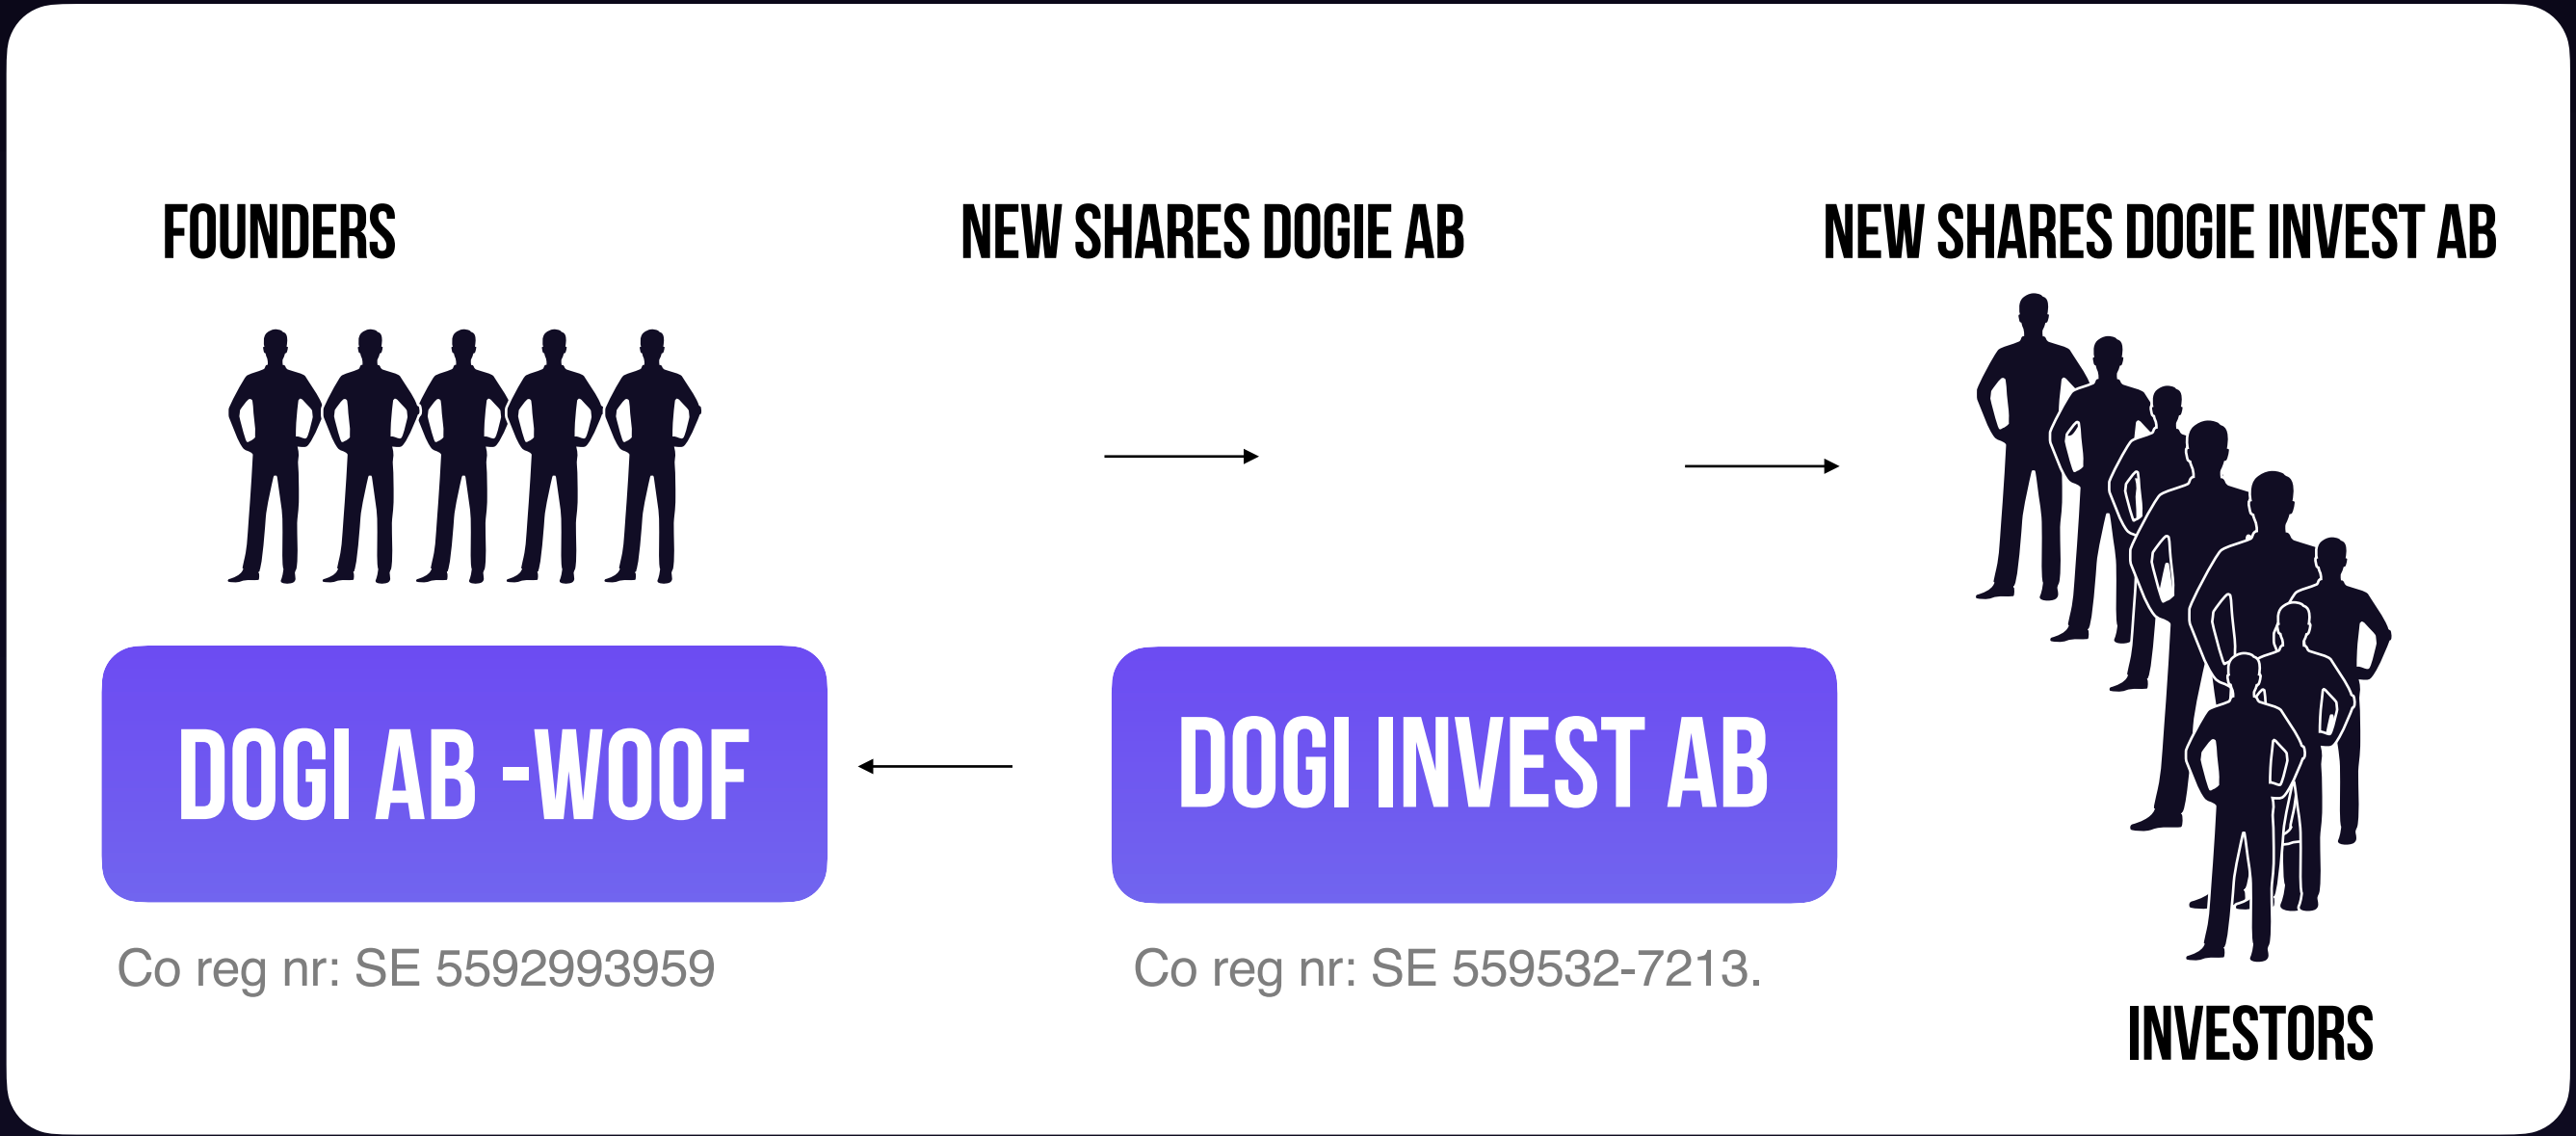 FOUNDERS
NEW SHARES DOGIE AB
NEW SHARES DOGIE INVEST AB
DOGI AB -WOOF
DOGI INVEST AB
Co reg nr: SE 5592993959
Co reg nr: SE 559532-7213.
INVESTORS